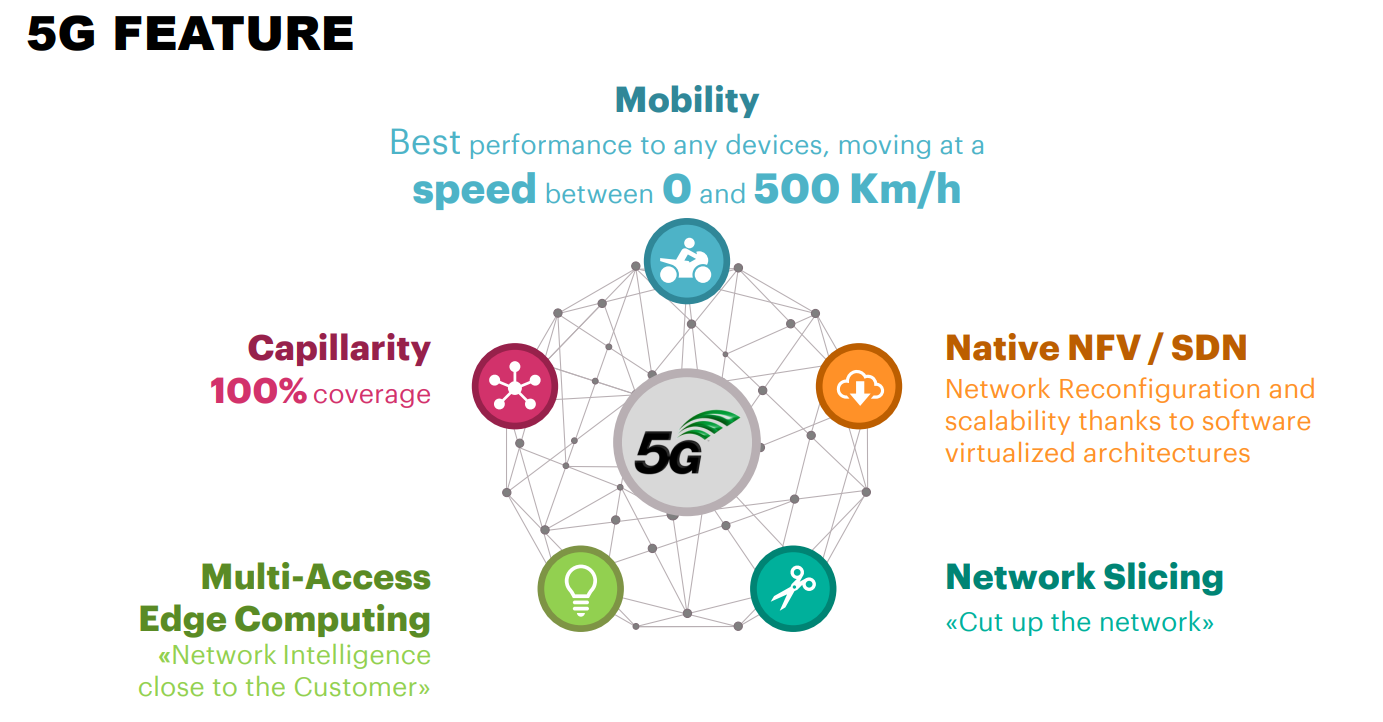 5G FEATURE
Mobility
Best performance to any devices, moving at a
speed between 0 and 500 Km/h
Capillarity
100% coverage
Native NFV / SDN
Network Reconfiguration and
scalability thanks to software
virtualized architectures
5G
Multi-Access
Edge Computing
«Network Intelligence
close to the Customer»
Network Slicing
«Cut up the network»